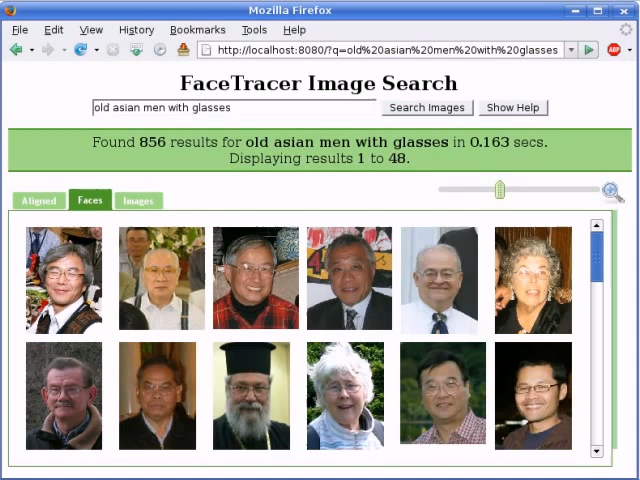 Mozilla Firefox
File Edit View History Bookmarks Tools Help
http://localhost:8080/?q=old%20asian%20men%20with%20glasses
ABP
FaceTracer Image Search
old asian men with glasses Search Images Show Help
Found 856 results for old asian men with glasses in 0.163 secs.
Displaying results 1 to 48.
Aligned Faces Images